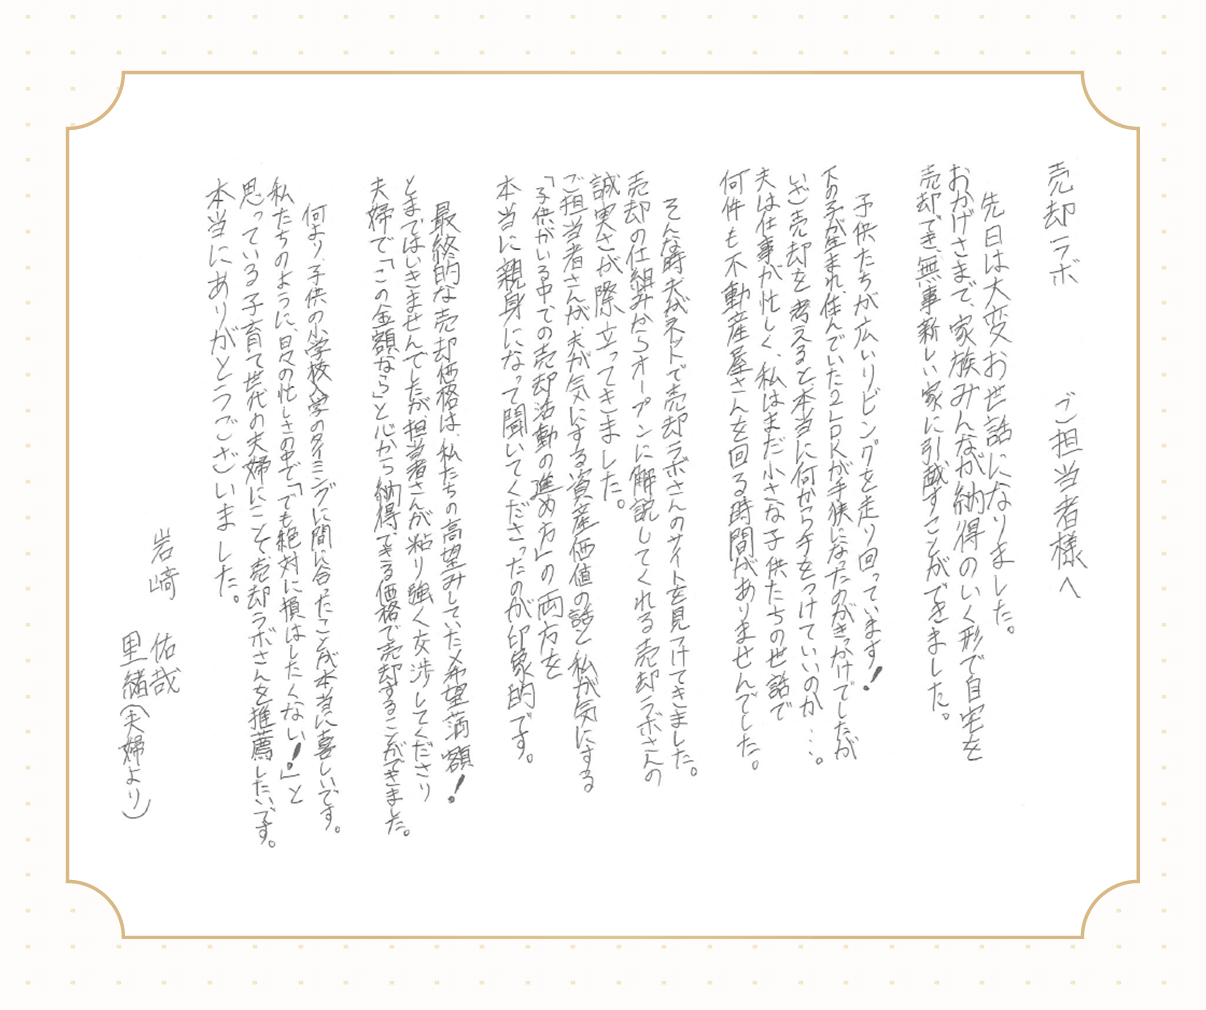 売却ラボ　ご担当者様へ
先日は大変お世話になりました。
おかげさまで、家族みんなが納得のいく形で自宅を
売却でき、無事新しい家に引越すことができました。
子供たちが広いリビングを走り回っています！
下の子が生まれ、住んでいた2LDKが手狭になったのがきっかけでしたが
いざ売却を考えると、本当に何から手をつけていいのか…。
夫は仕事が忙しく、私はまだ小さな子供たちの世話で
何件も不動産屋さんを回る時間がありませんでした。
そんな時、夫がネットで売却ラボさんのサイトを見つけてきました。
売却の仕組みからオープンに解説してくれる売却ラボさんの
誠実さが際立ってきました。
ご担当者さんが、夫が気にする資産価値の話と、私が気にする
「子供がいる中での売却活動の進め方」の両方を
本当に親身になって聞いてくださったのが印象的です。
最終的な売却価格は、私たちの高望みしていた〆希望満額！
とまではいきませんでしたが、担当者さんが粘り強く交渉してくださり
夫婦で「この金額なら」と心から納得できる価格で売却することができました。
何より、子供の小学校入学のタイミングに間に合ったことが本当に喜しいです。
私たちのように、日々の忙しさの中で「でも絶対に損はしたくない！」と
思っている子育て世代の夫婦にこそ、売却ラボさんを推薦したいです。
本当にありがとうございました。
岩崎　佑哉
里緒（夫婦より）